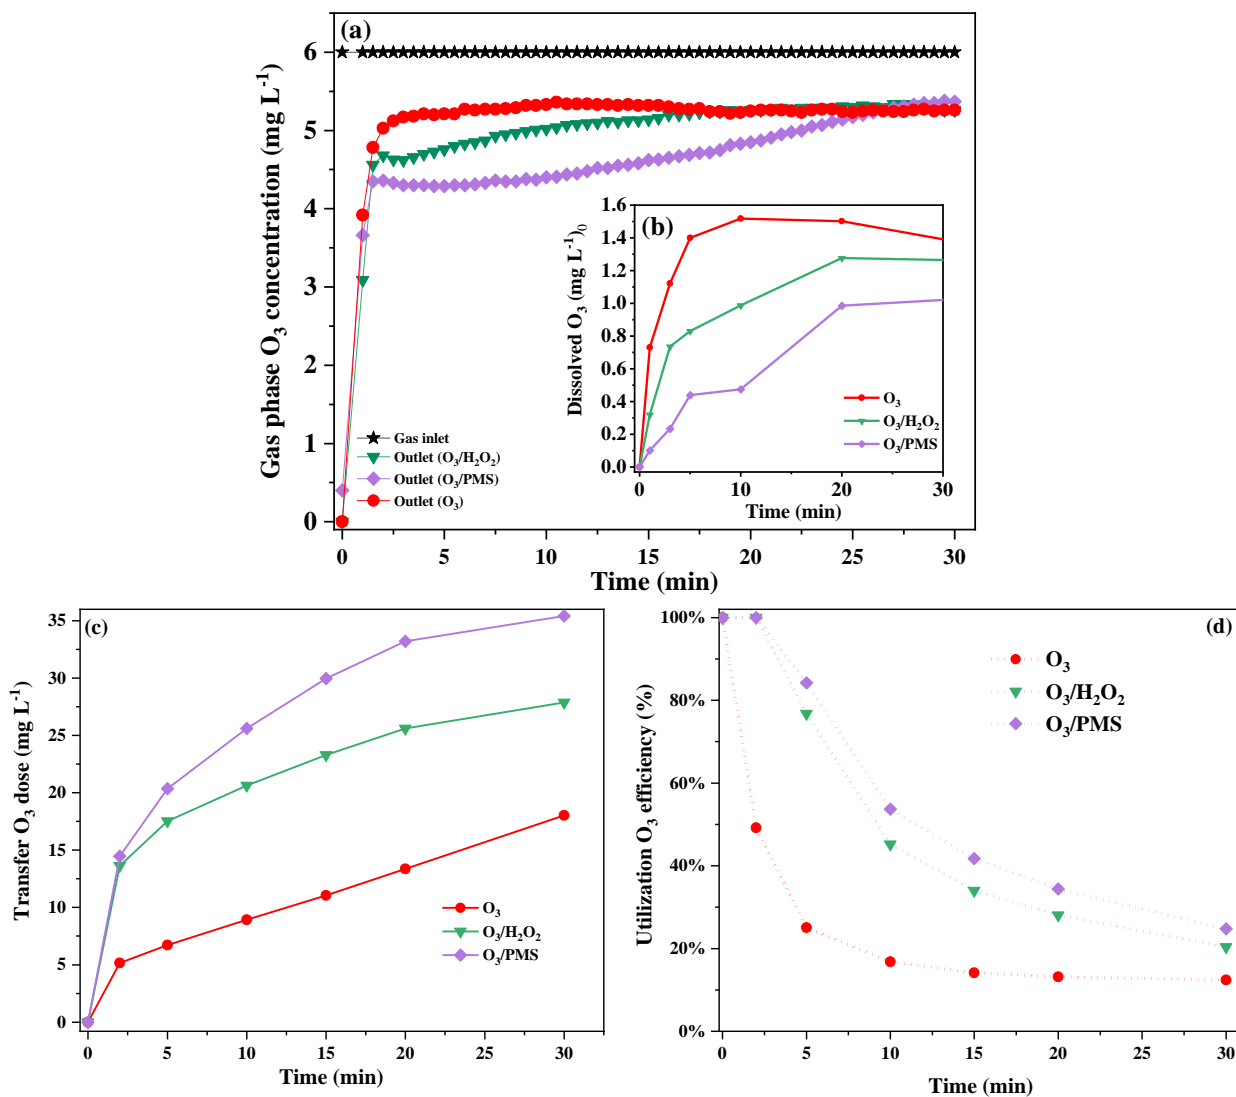 (a)
Gas phase O₃ concentration (mg L⁻¹)
6
5
4
3
2
1
0
Gas inlet
Outlet (O₃/H₂O₂)
Outlet (O₃/PMS)
Outlet (O₃)
0 5 10 15 20 25 30
Time (min)
(b)
Dissolved O₃ (mg L⁻¹)₀
1.6
1.4
1.2
1.0
0.8
0.6
0.4
0.2
0.0
O₃
O₃/H₂O₂
O₃/PMS
0 10 20 30
Time (min)
(c)
Transfer O₃ dose (mg L⁻¹)
35
30
25
20
15
10
5
0
O₃
O₃/H₂O₂
O₃/PMS
0 5 10 15 20 25 30
Time (min)
(d)
Utilization O₃ efficiency (%)
100%
80%
60%
40%
20%
0%
O₃
O₃/H₂O₂
O₃/PMS
0 5 10 15 20 25 30
Time (min)